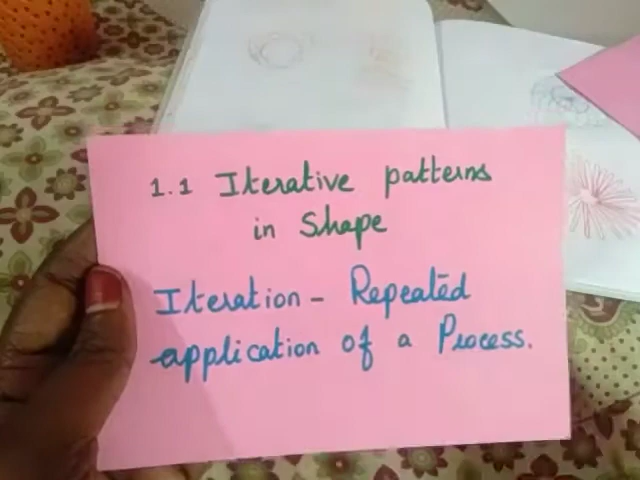 1.1 Iterative patterns
in Shape
Iteration - Repeated
application of a Process.